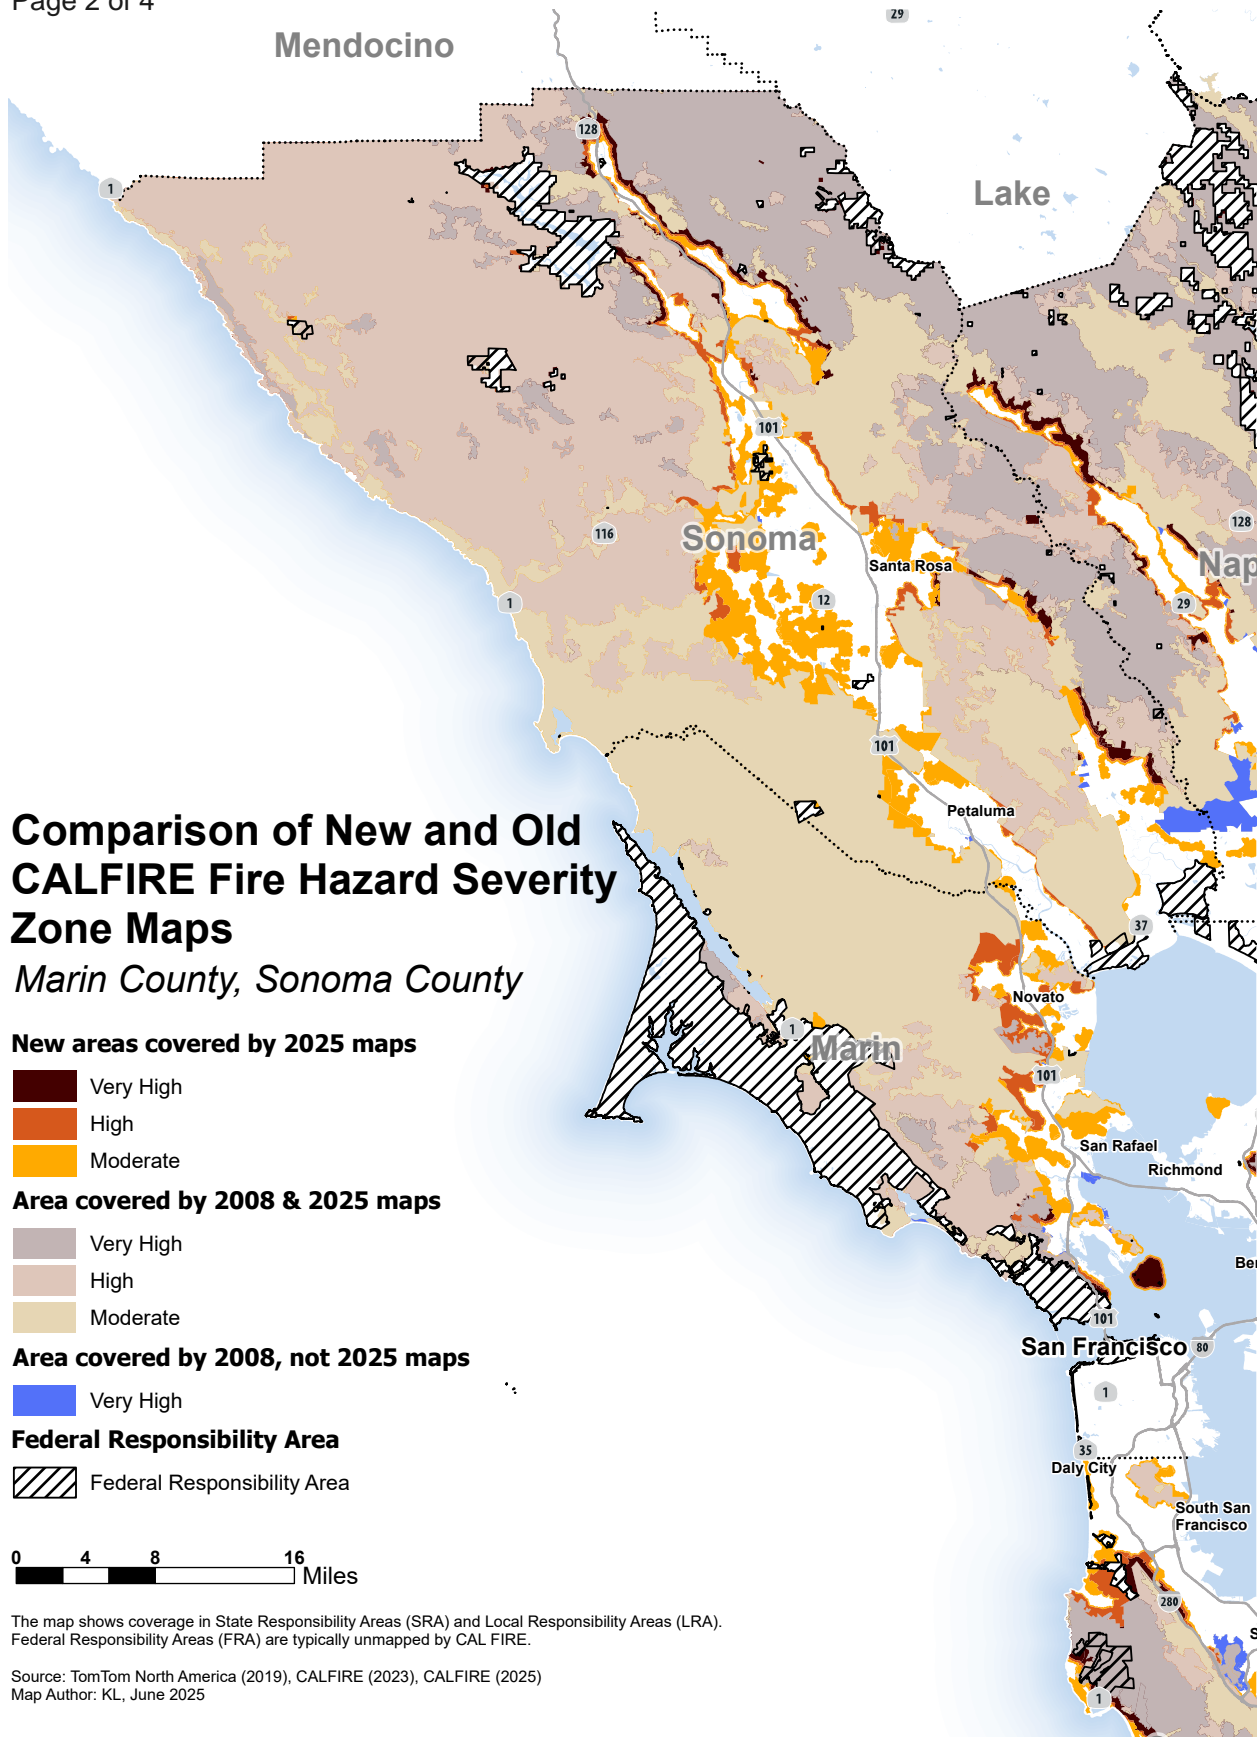 Page 2 of 4
29
Mendocino
128
Lake
1
101
128
116
Sonoma
Nap
Santa Rosa
12
29
1
101
Petaluma
Comparison of New and Old
CALFIRE Fire Hazard Severity
Zone Maps
Marin County, Sonoma County
37
Novato
1
Marin
101
New areas covered by 2025 maps
Very High
High
Moderate
San Rafael
Richmond
Area covered by 2008 & 2025 maps
Very High
High
Moderate
Ber
101
San Francisco
80
Area covered by 2008, not 2025 maps
Very High
1
Federal Responsibility Area
Federal Responsibility Area
35
Daly City
South San
Francisco
0 4 8 16
Miles
280
S
1
The map shows coverage in State Responsibility Areas (SRA) and Local Responsibility Areas (LRA).
Federal Responsibility Areas (FRA) are typically unmapped by CAL FIRE.
Source: TomTom North America (2019), CALFIRE (2023), CALFIRE (2025)
Map Author: KL, June 2025